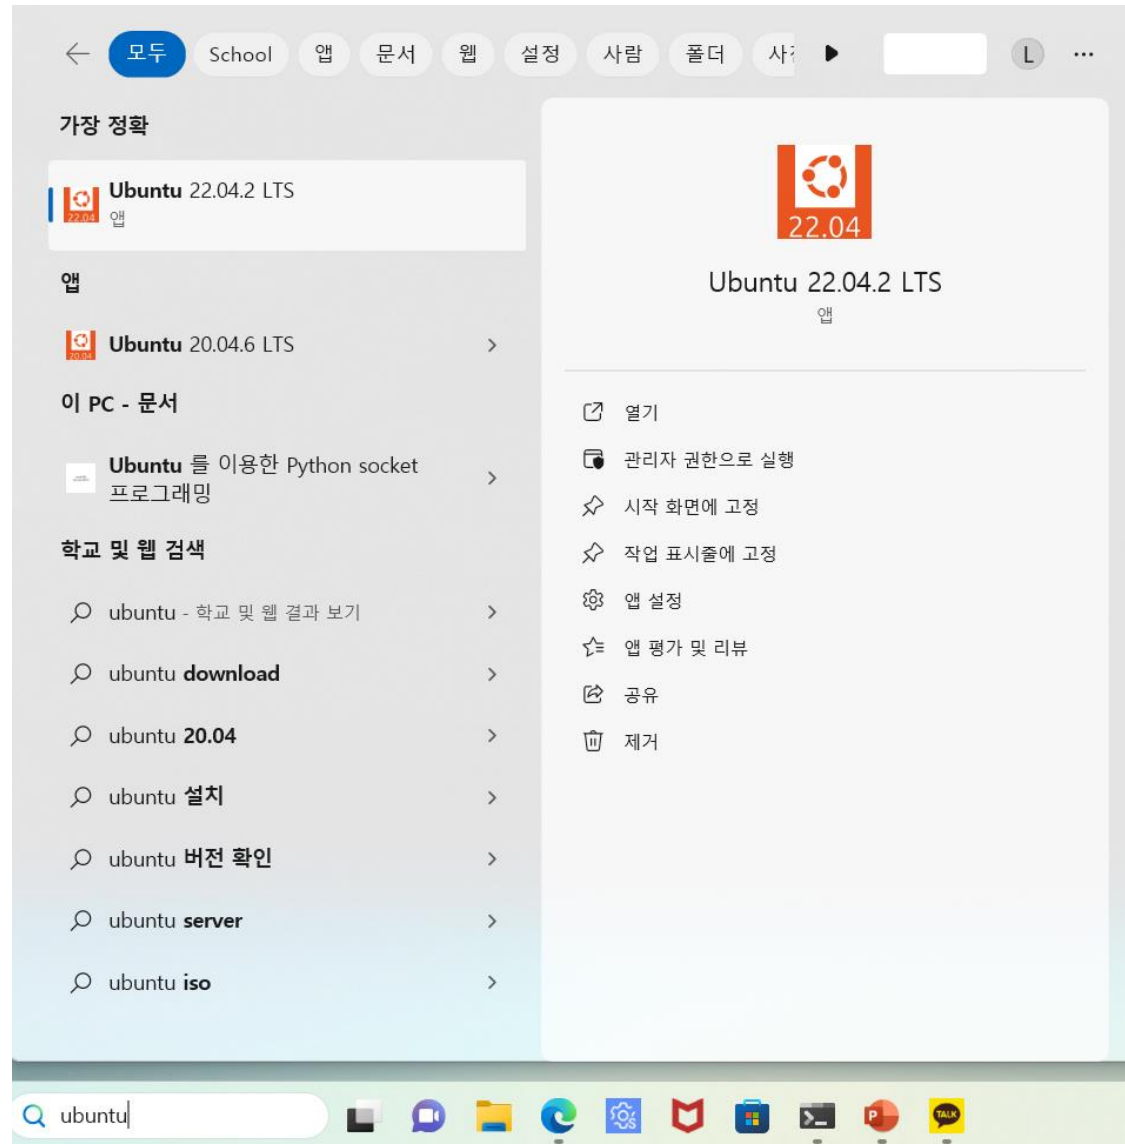 모두 School 앱 문서 웹 설정 사람 폴더 L
가장 정확
Ubuntu 22.04.2 LTS
앱
22.04
앱
Ubuntu 20.04.6 LTS
20.04
이 PC - 문서
Ubuntu 를 이용한 Python socket
프로그래밍
학교 및 웹 검색
ubuntu - 학교 및 웹 결과 보기
ubuntu download
ubuntu 20.04
ubuntu 설치
ubuntu 버전 확인
ubuntu server
ubuntu iso
22.04
Ubuntu 22.04.2 LTS
앱
열기
관리자 권한으로 실행
시작 화면에 고정
작업 표시줄에 고정
앱 설정
앱 평가 및 리뷰
공유
제거
ubuntu
P
TALK